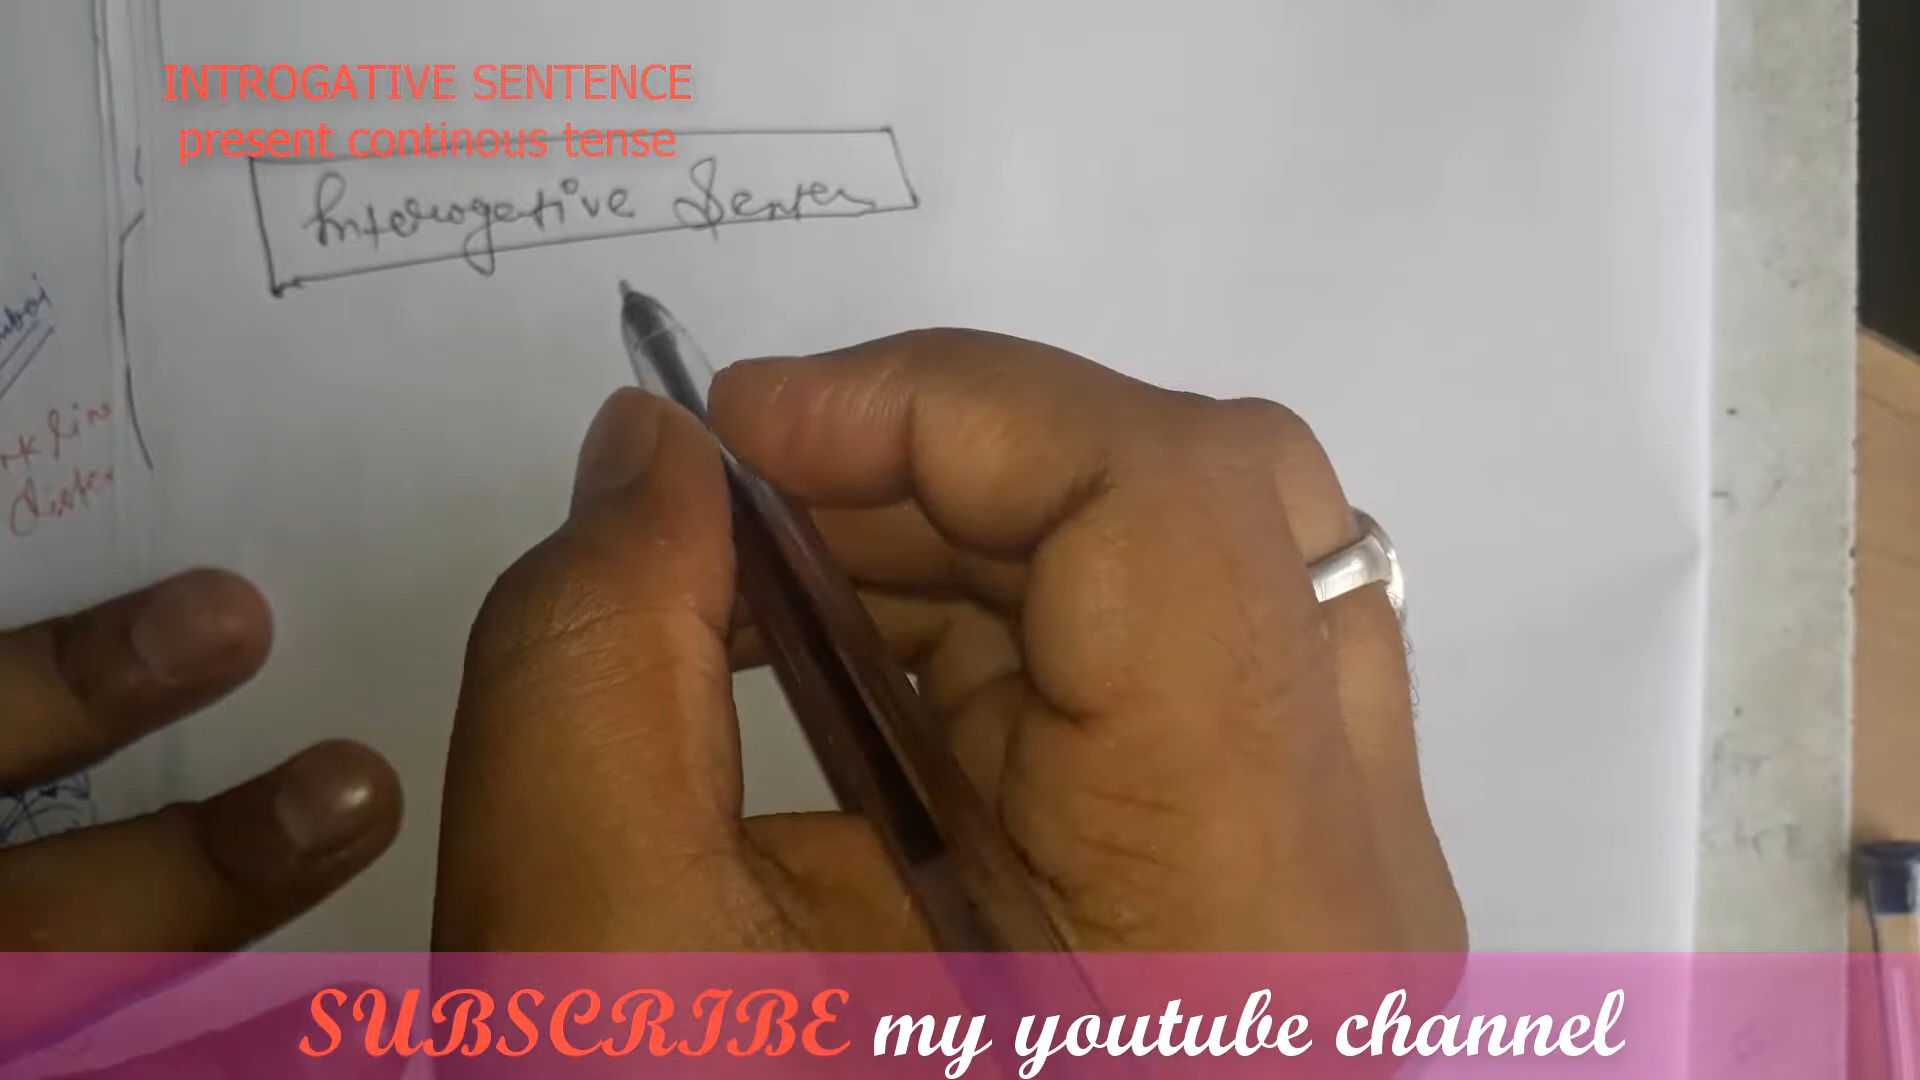 INTROGATIVE SENTENCE
present continous tense
Interogative Senten
SUBSCRIBE my youtube channel